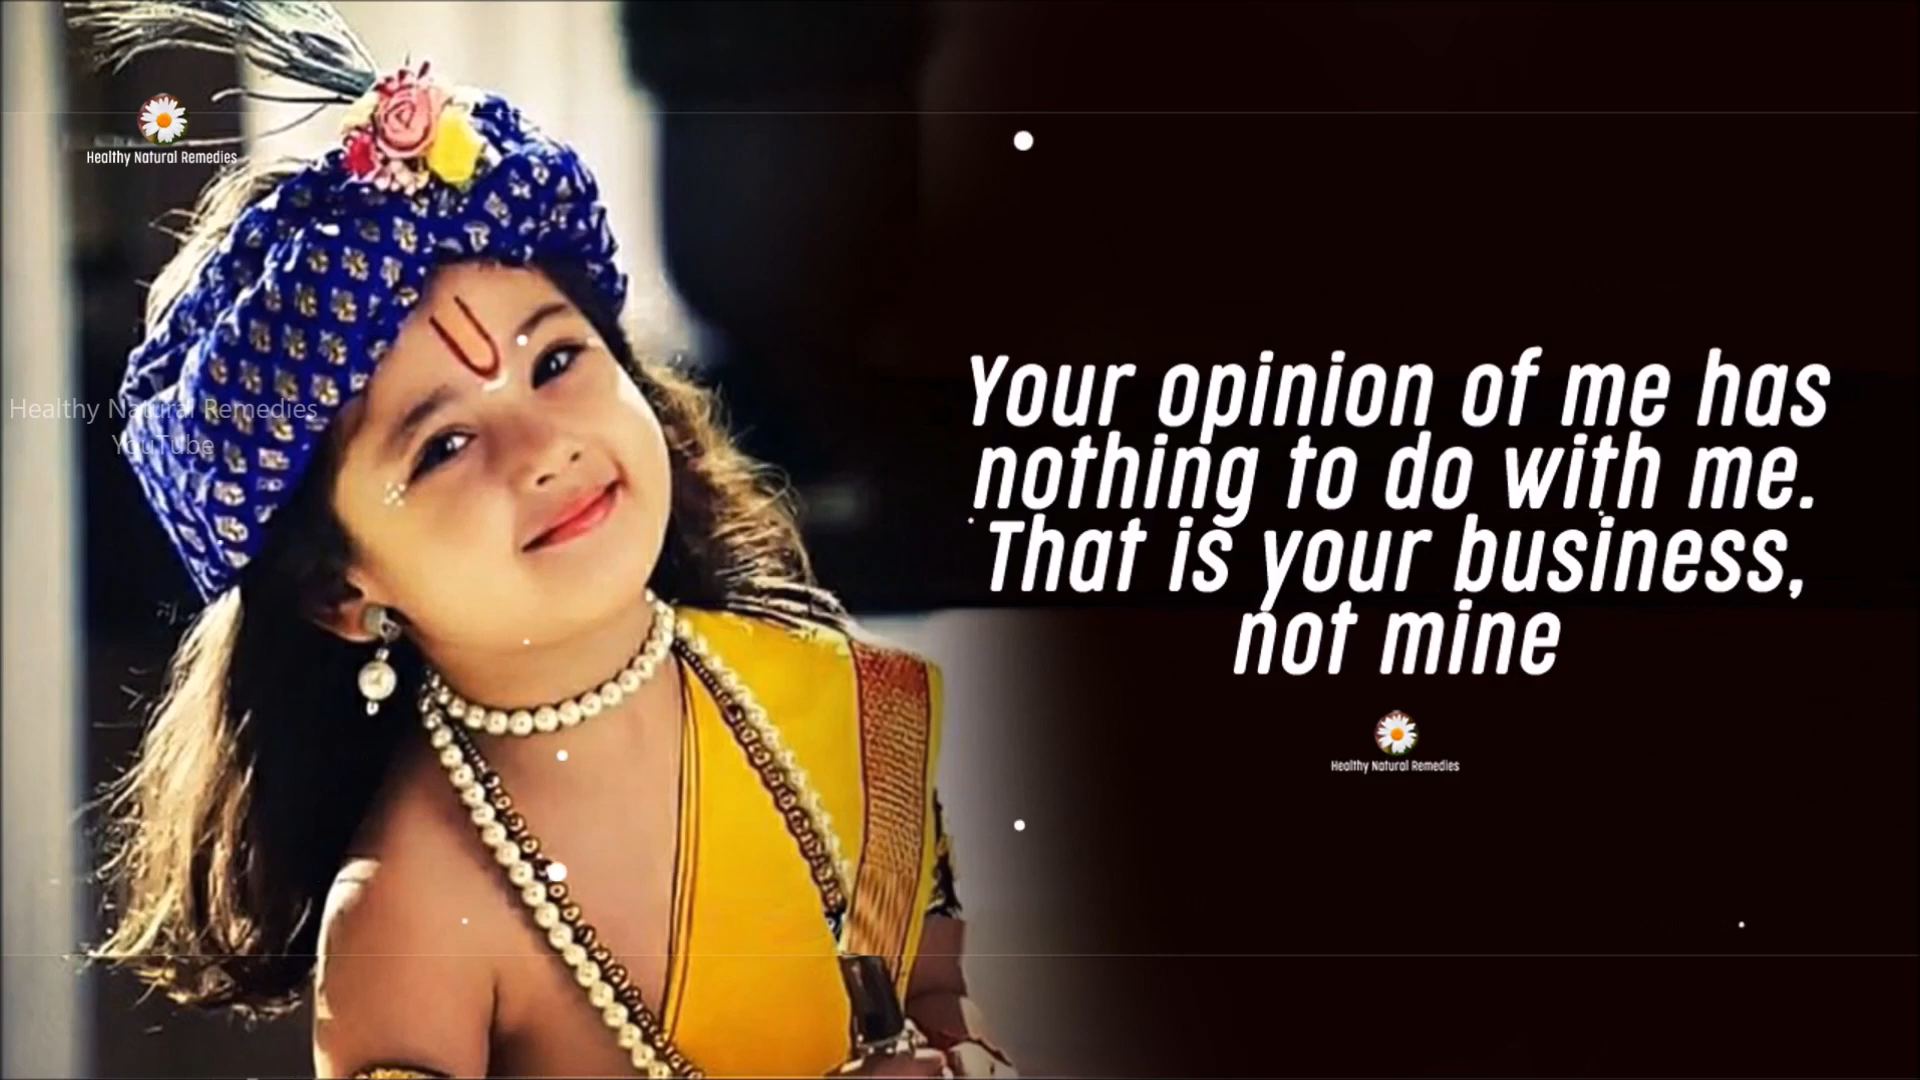 Healthy Natural Remedies
Healthy Natural Remedies
YouTube
Your opinion of me has
nothing to do with me.
That is your business,
not mine
Healthy Natural Remedies